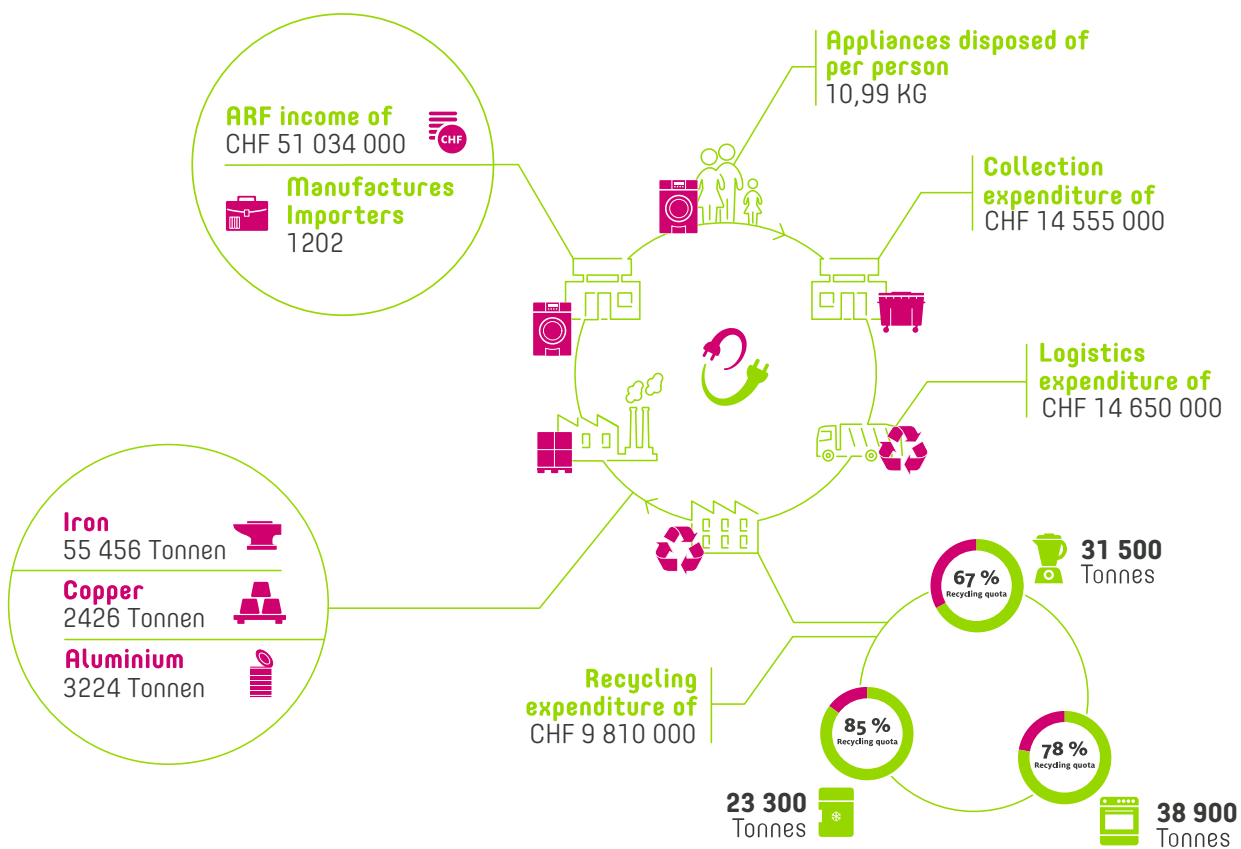 Appliances disposed of
per person
10,99 KG
ARF income of
CHF 51 034 000
CHF
Manufactures
Importers
1202
Collection
expenditure of
CHF 14 555 000
Logistics
expenditure of
CHF 14 650 000
Iron
55 456 Tonnen
Copper
2426 Tonnen
Aluminium
3224 Tonnen
31 500
Tonnes
67 %
Recycling quota
Recycling
expenditure of
CHF 9 810 000
85 %
Recycling quota
78 %
Recycling quota
23 300
Tonnes
38 900
Tonnes